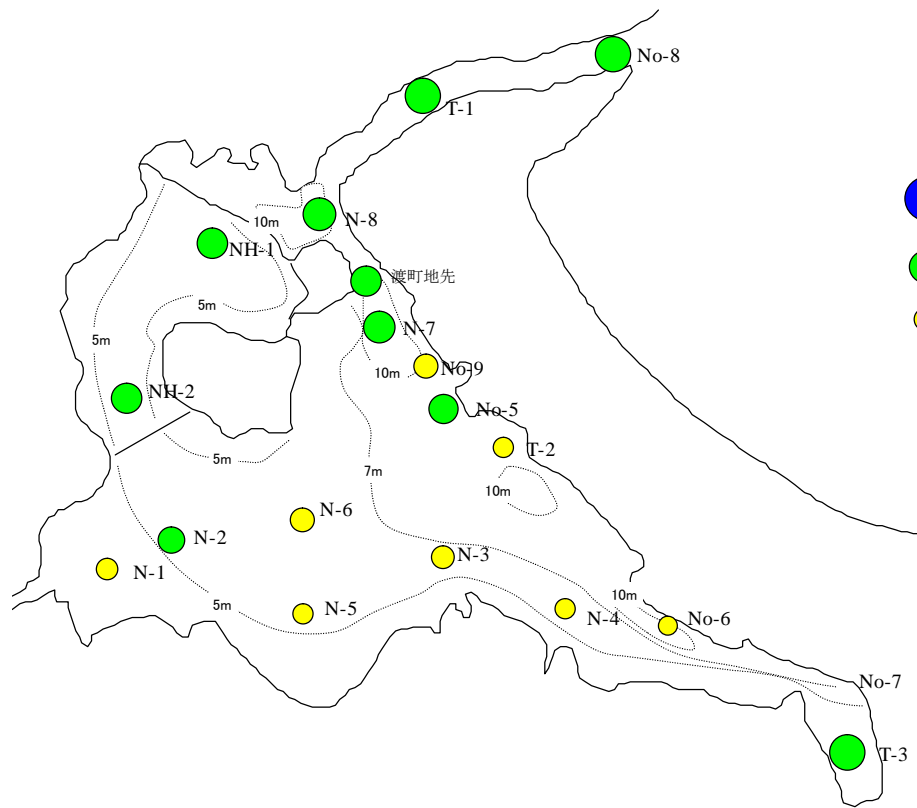 No-8
T-1
N-8
10m
NH-1
渡町地先
5m
N-7
5m
No-9
10m
NH-2
No-5
T-2
5m
7m
10m
N-6
N-2
N-3
N-1
10m
5m
N-5
N-4
No-6
No-7
T-3